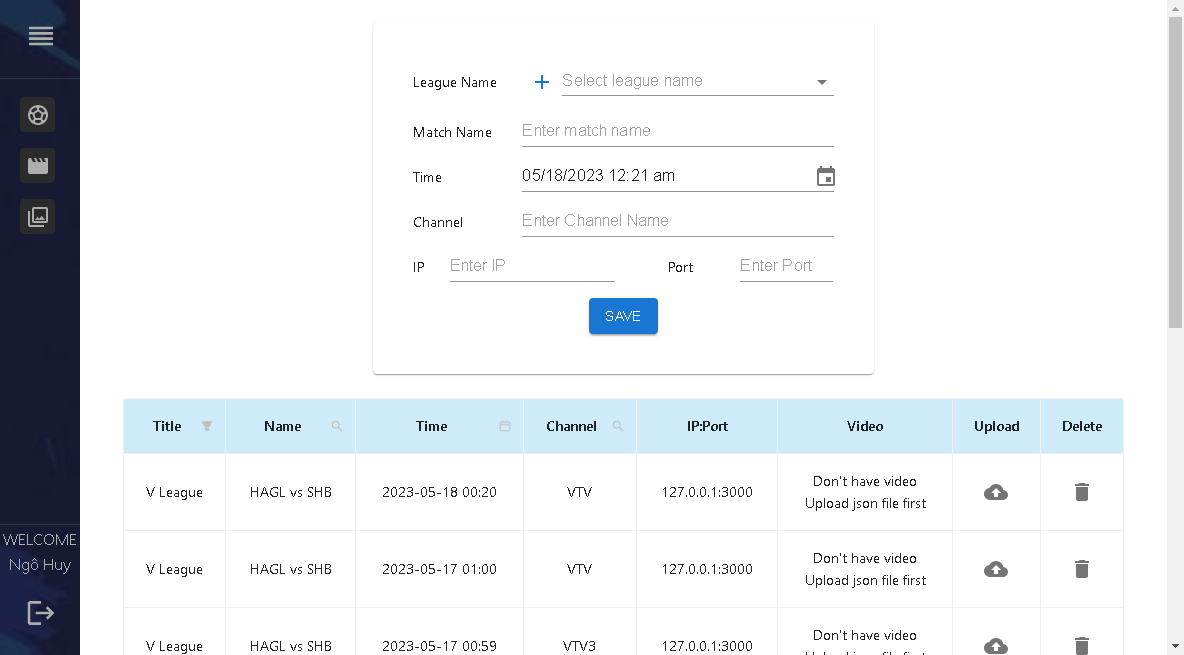 League Name + Select league name
Match Name Enter match name
Time 05/18/2023 12:21 am
Channel Enter Channel Name
IP Enter IP Port Enter Port
SAVE
Title Name Time Channel IP:Port Video Upload Delete
V League HAGL vs SHB 2023-05-18 00:20 VTV 127.0.0.1:3000 Don't have video
Upload json file first
V League HAGL vs SHB 2023-05-17 01:00 VTV 127.0.0.1:3000 Don't have video
Upload json file first
V League HAGL vs SHB 2023-05-17 00:59 VTV3 127.0.0.1:3000 Don't have video
WELCOME
Ngô Huy